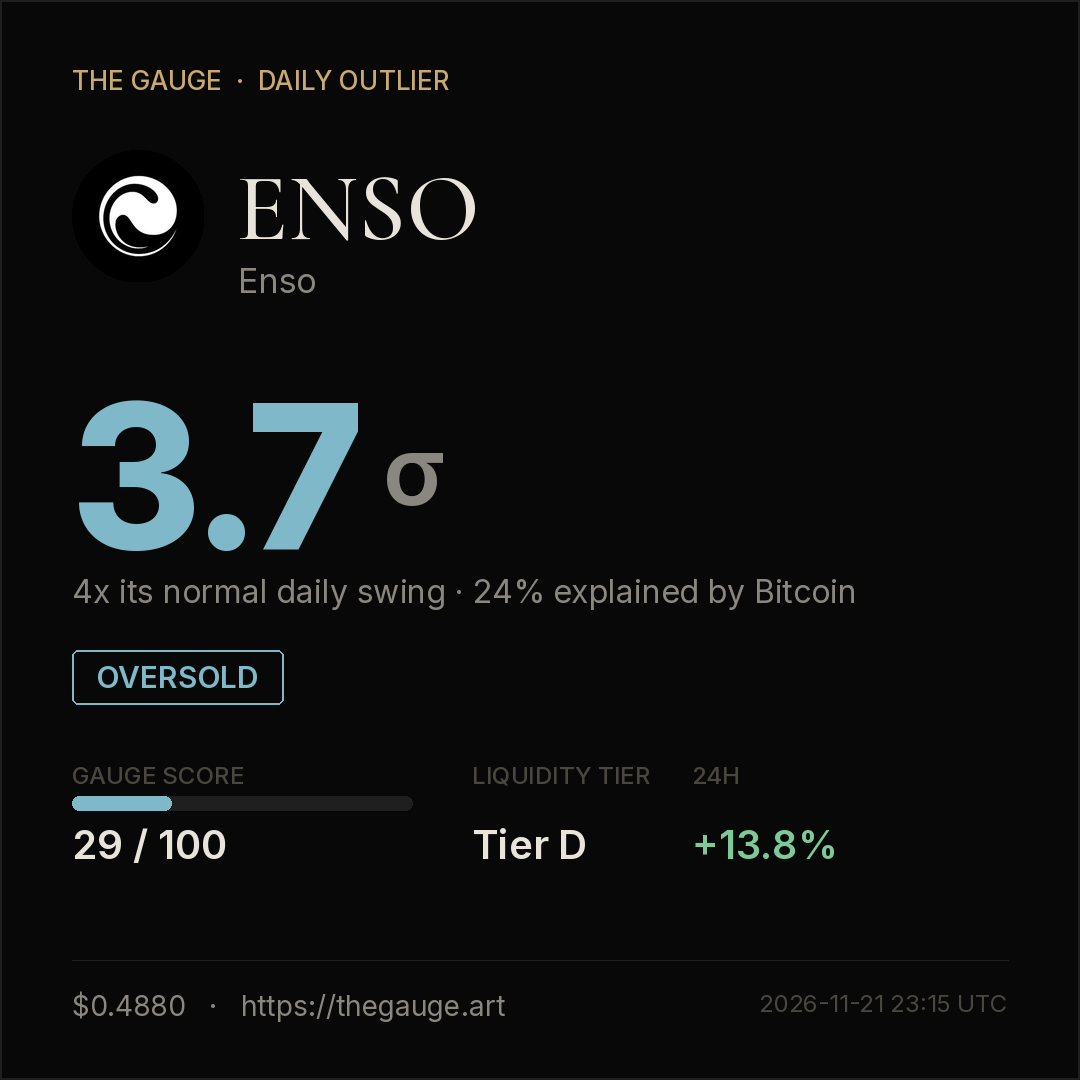 THE GAUGE · DAILY OUTLIER
ENSO
Enso
3.7 σ
4x its normal daily swing · 24% explained by Bitcoin
OVERSOLD
GAUGE SCORE LIQUIDITY TIER 24H
29 / 100 Tier D +13.8%
$0.4880 · https://thegauge.art 2026-11-21 23:15 UTC